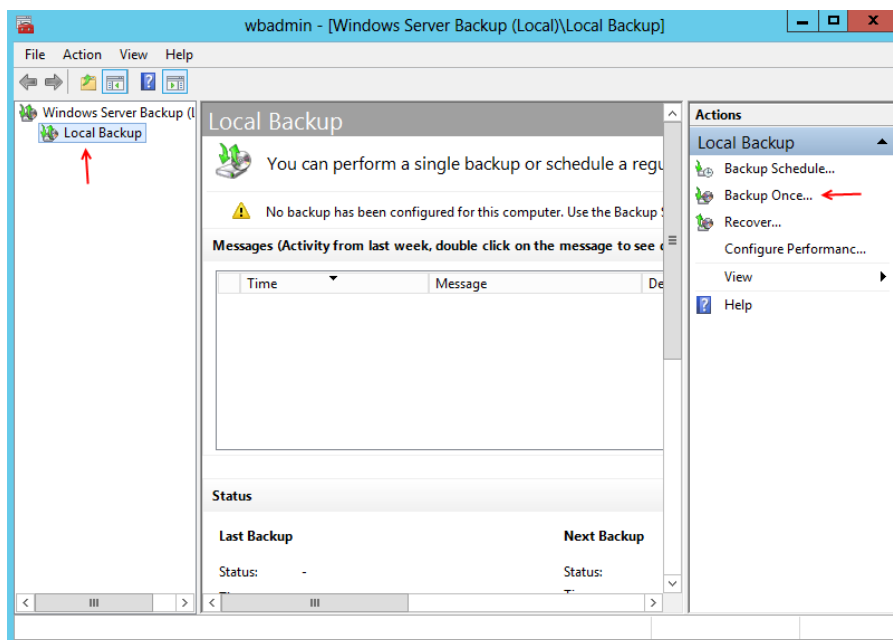 wbadmin - [Windows Server Backup (Local)\Local Backup]
File Action View Help
Windows Server Backup (L
Local Backup
Local Backup
You can perform a single backup or schedule a regu
No backup has been configured for this computer. Use the Backup
Messages (Activity from last week, double click on the message to see
Time Message De
Status
Last Backup Next Backup
Status: - Status:
Actions
Local Backup
Backup Schedule...
Backup Once...
Recover...
Configure Performanc...
View
Help